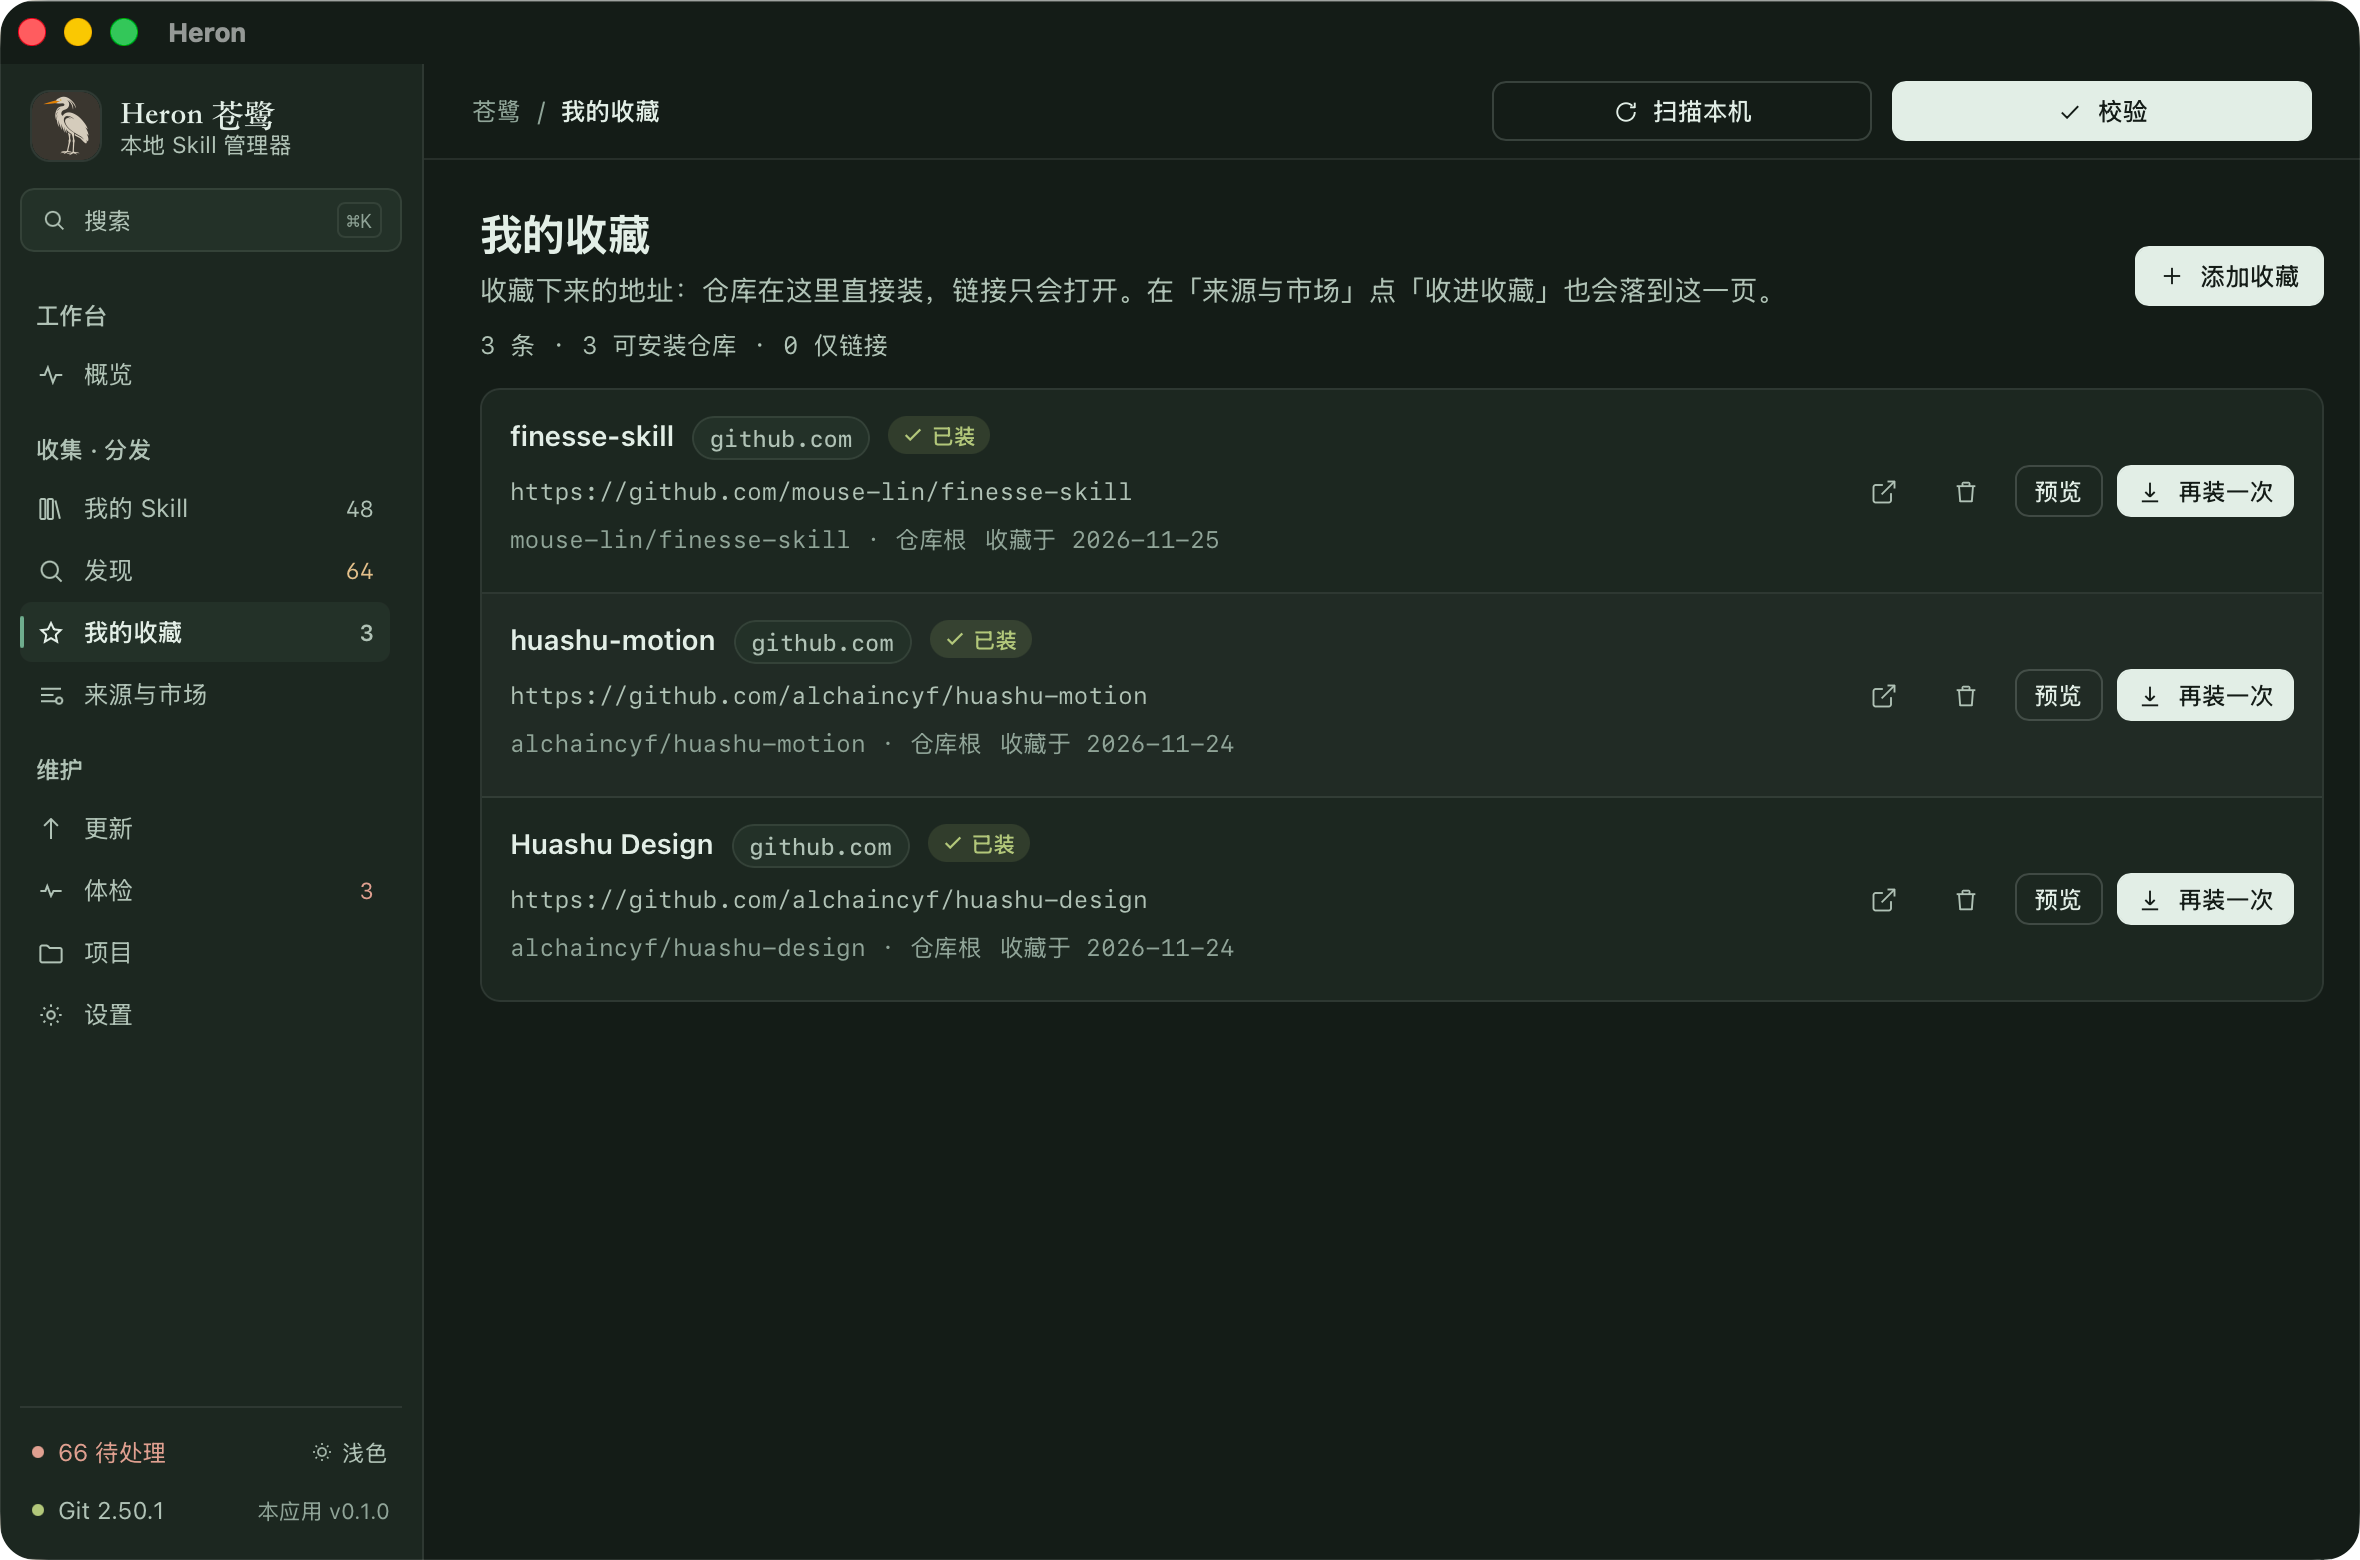 Heron
Heron 苍鹭
本地 Skill 管理器
搜索 ⌘K
工作台
概览
收集 · 分发
我的 Skill 48
发现 64
我的收藏 3
来源与市场
维护
更新
体检 3
项目
设置
66 待处理 浅色
Git 2.50.1 本应用 v0.1.0
苍鹭 / 我的收藏 扫描本机 校验
我的收藏
收藏下来的地址：仓库在这里直接装，链接只会打开。在「来源与市场」点「收进收藏」也会落到这一页。
添加收藏
3 条 · 3 可安装仓库 · 0 仅链接
finesse-skill github.com 已装
https://github.com/mouse-lin/finesse-skill
mouse-lin/finesse-skill · 仓库根 收藏于 2026-11-25
预览 再装一次
huashu-motion github.com 已装
https://github.com/alchaincyf/huashu-motion
alchaincyf/huashu-motion · 仓库根 收藏于 2026-11-24
预览 再装一次
Huashu Design github.com 已装
https://github.com/alchaincyf/huashu-design
alchaincyf/huashu-design · 仓库根 收藏于 2026-11-24
预览 再装一次